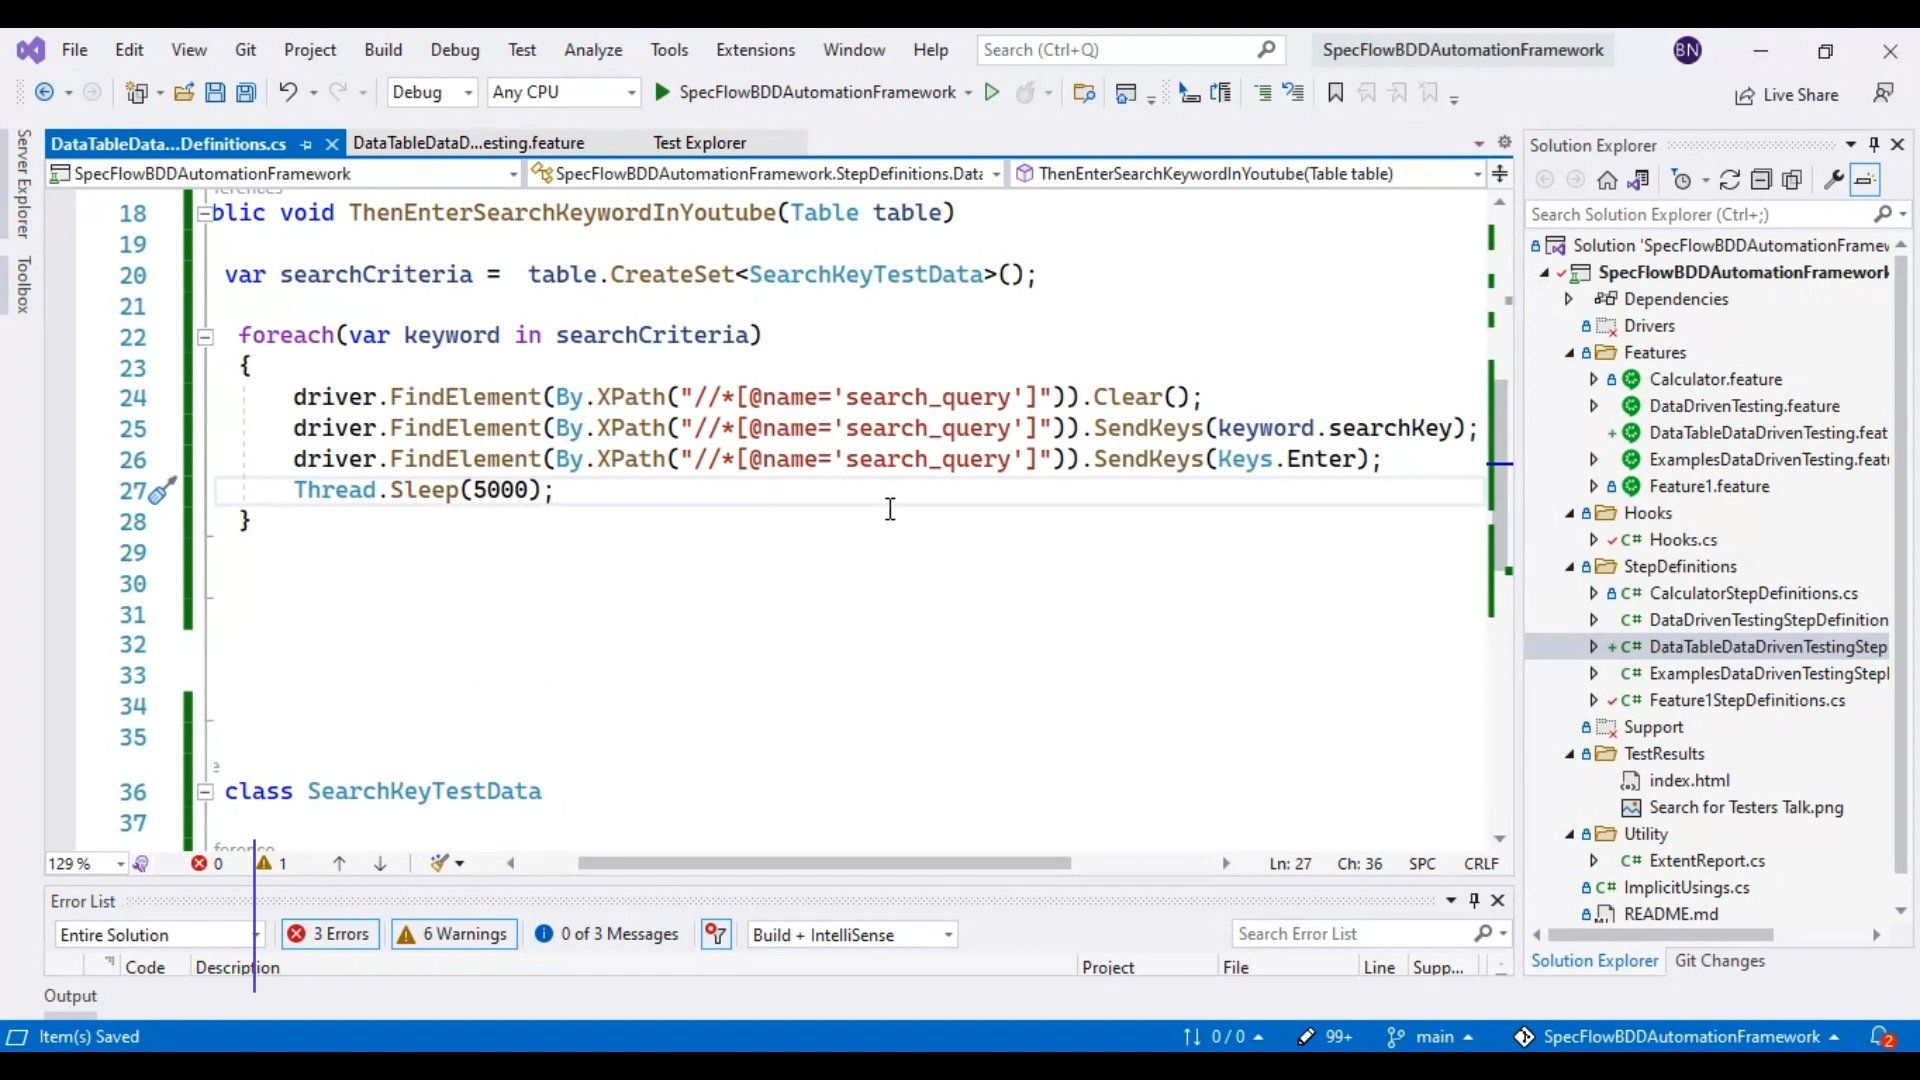 File Edit View Git Project Build Debug Test Analyze Tools Extensions Window Help Search (Ctrl+Q) SpecFlowBDDAutomationFramework BN
Debug Any CPU SpecFlowBDDAutomationFramework Live Share
Server Explorer
Toolbox
DataTableData...Definitions.cs DataTableDataD...esting.feature Test Explorer
SpecFlowBDDAutomationFramework SpecFlowBDDAutomationFramework.StepDefinitions.Data ThenEnterSearchKeywordInYoutube(Table table)
18 blic void ThenEnterSearchKeywordInYoutube(Table table)
19
20 var searchCriteria = table.CreateSet<SearchKeyTestData>();
21
22 foreach(var keyword in searchCriteria)
23 {
24 driver.FindElement(By.XPath("//*[@name='search_query']")).Clear();
25 driver.FindElement(By.XPath("//*[@name='search_query']")).SendKeys(keyword.searchKey);
26 driver.FindElement(By.XPath("//*[@name='search_query']")).SendKeys(Keys.Enter);
27 Thread.Sleep(5000);
28 }
29
30
31
32
33
34
35
36 class SearchKeyTestData
37
129 % 0 1 Ln: 27 Ch: 36 SPC CRLF
Error List
Entire Solution 3 Errors 6 Warnings 0 of 3 Messages Build + IntelliSense Search Error List
Code Description Project File Line Supp...
Output
Solution Explorer
Search Solution Explorer (Ctrl+;)
Solution 'SpecFlowBDDAutomationFramew
SpecFlowBDDAutomationFramework
Dependencies
Drivers
Features
Calculator.feature
DataDrivenTesting.feature
DataTableDataDrivenTesting.feat
ExamplesDataDrivenTesting.featu
Feature1.feature
Hooks
C# Hooks.cs
StepDefinitions
C# CalculatorStepDefinitions.cs
C# DataDrivenTestingStepDefinition
C# DataTableDataDrivenTestingStep
C# ExamplesDataDrivenTestingStepl
C# Feature1StepDefinitions.cs
Support
TestResults
index.html
Search for Testers Talk.png
Utility
C# ExtentReport.cs
C# ImplicitUsings.cs
README.md
Solution Explorer Git Changes
Item(s) Saved 0 / 0 99+ main SpecFlowBDDAutomationFramework 2